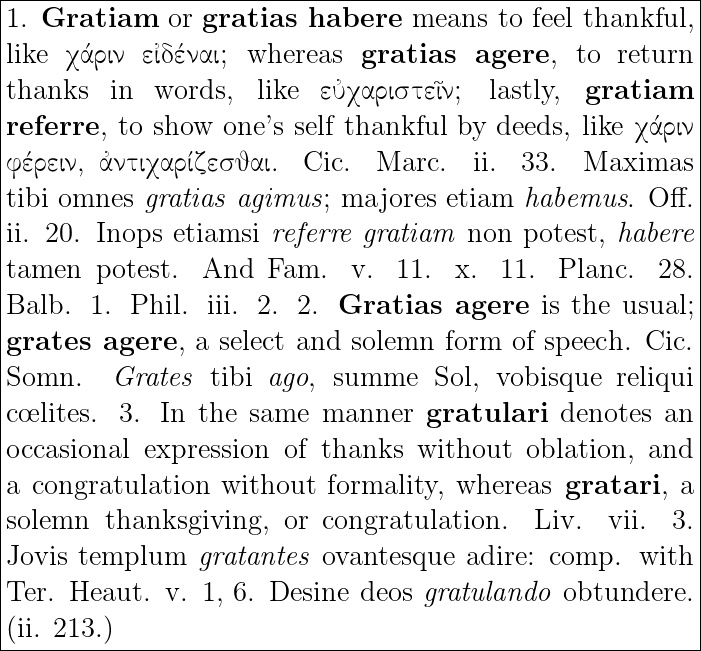 1. Gratiam or gratias habere means to feel thankful,
like χάριν εἰδέναι; whereas gratias agere, to return
thanks in words, like εὐχαριστεῖν; lastly, gratiam
referre, to show one's self thankful by deeds, like χάριν
φέρειν, ἀντιχαρίζεσθαι. Cic. Marc. ii. 33. Maximas
tibi omnes gratias agimus; majores etiam habemus. Off.
ii. 20. Inops etiamsi referre gratiam non potest, habere
tamen potest. And Fam. v. 11. x. 11. Planc. 28.
Balb. 1. Phil. iii. 2. 2. Gratias agere is the usual;
grates agere, a select and solemn form of speech. Cic.
Somn. Grates tibi ago, summe Sol, vobisque reliqui
cœlites. 3. In the same manner gratulari denotes an
occasional expression of thanks without oblation, and
a congratulation without formality, whereas gratari, a
solemn thanksgiving, or congratulation. Liv. vii. 3.
Jovis templum gratantes ovantesque adire: comp. with
Ter. Heaut. v. 1, 6. Desine deos gratulando obtundere.
(ii. 213.)